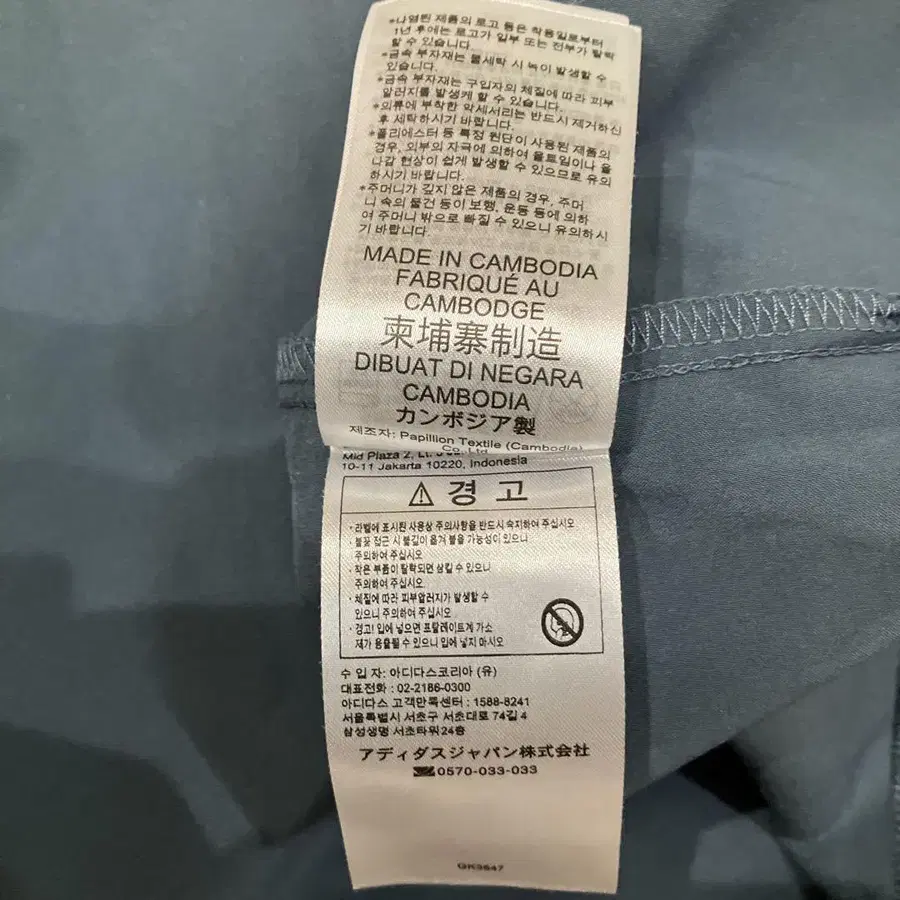 *나열된 제품의 로고 등은 착용일로부터
1년 후에는 로고가 일부 또는 전부가 탈락
할 수 있습니다.
*금속 부자재는 물세탁 시 녹이 발생할 수
있습니다.
*금속 부자재는 구입자의 체질에 따라 피부
알러지를 발생케 할 수 있습니다.
*의류에 부착한 악세서리는 반드시 제거하신
후 세탁하시기 바랍니다.
*폴리에스터 등 특정 원단이 사용된 제품의
경우, 외부의 자극에 의하여 올트임이나 올
나감 현상이 쉽게 발생할 수 있으므로 유의
하시기 바랍니다.
*주머니가 깊지 않은 제품의 경우, 주머
니 속의 물건 등이 보행, 운동 등에 의하
여 주머니 밖으로 빠질 수 있으니 유의하시
기 바랍니다.
MADE IN CAMBODIA
FABRIQUÉ AU
CAMBODGE
柬埔寨制造
DIBUAT DI NEGARA
CAMBODIA
カンボジア製
제조자: Papillion Textile (Cambodia)
Co., Ltd.
Mid Plaza 2, Lt.
10-11 Jakarta 10220, Indonesia
⚠ 경 고
· 라벨에 표시된 사용상 주의사항을 반드시 숙지하여 주십시오.
· 불꽃 접근 시 불길이 옮겨 붙을 가능성이 있으니
주의하여 주십시오
· 작은 부품이 탈락되면 삼킬 수 있으니
주의하여 주십시오.
· 체질에 따라 피부알러지가 발생할 수
있으니 주의하여 주십시오
· 경고! 입에 넣으면 프탈레이트계 가소
제가 용출될 수 있으니 입에 넣지 마시오
수 입 자: 아디다스코리아 (유)
대표전화 : 02-2186-0300
아디다스 고객만족센터 : 1588-8241
서울특별시 서초구 서초대로 74길 4
삼성생명 서초타워24층
アディダスジャパン株式会社
0570-033-033
GK3647